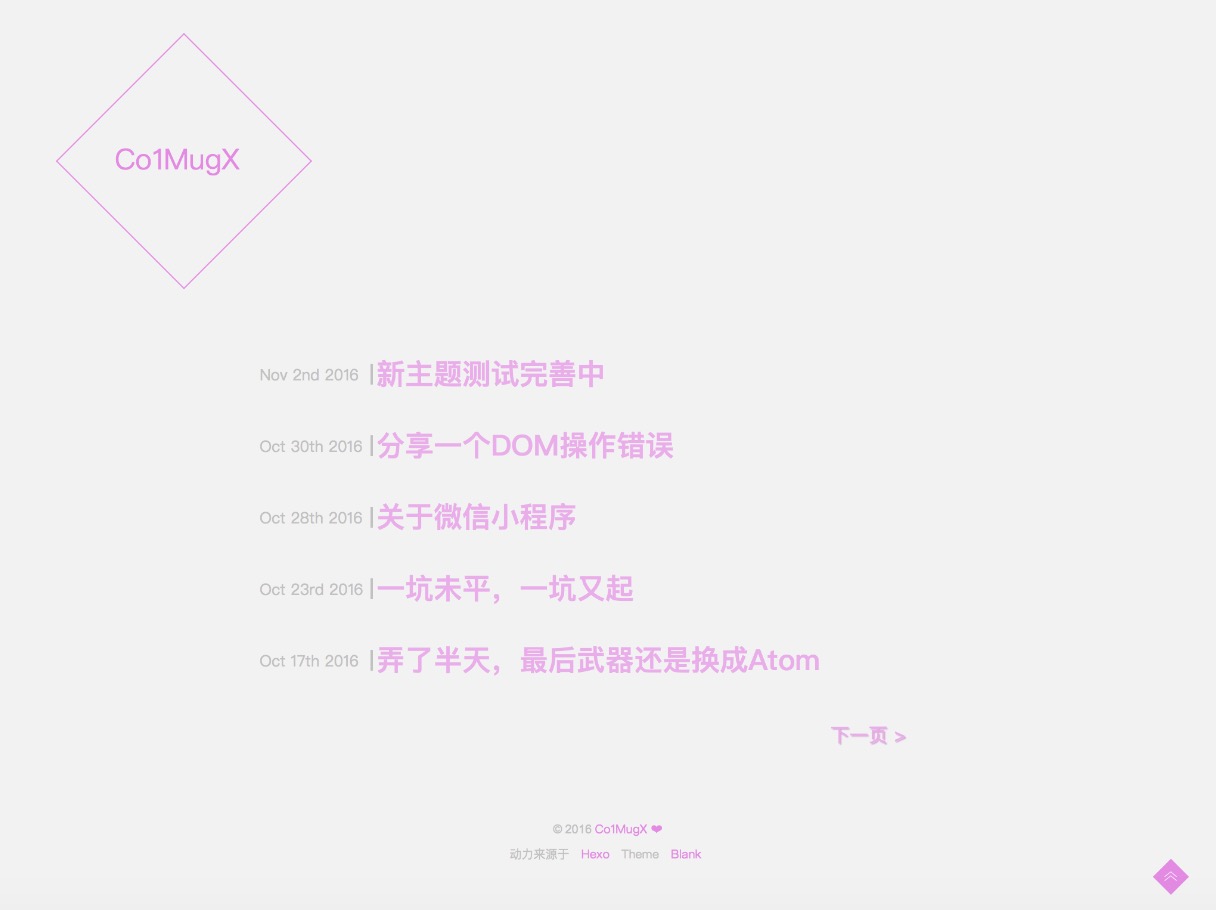 Co1MugX
Nov 2nd 2016 | 新主题测试完善中
Oct 30th 2016 | 分享一个DOM操作错误
Oct 28th 2016 | 关于微信小程序
Oct 23rd 2016 | 一坑未平，一坑又起
Oct 17th 2016 | 弄了半天，最后武器还是换成Atom
下一页 >
© 2016 Co1MugX ❤
动力来源于 Hexo Theme Blank